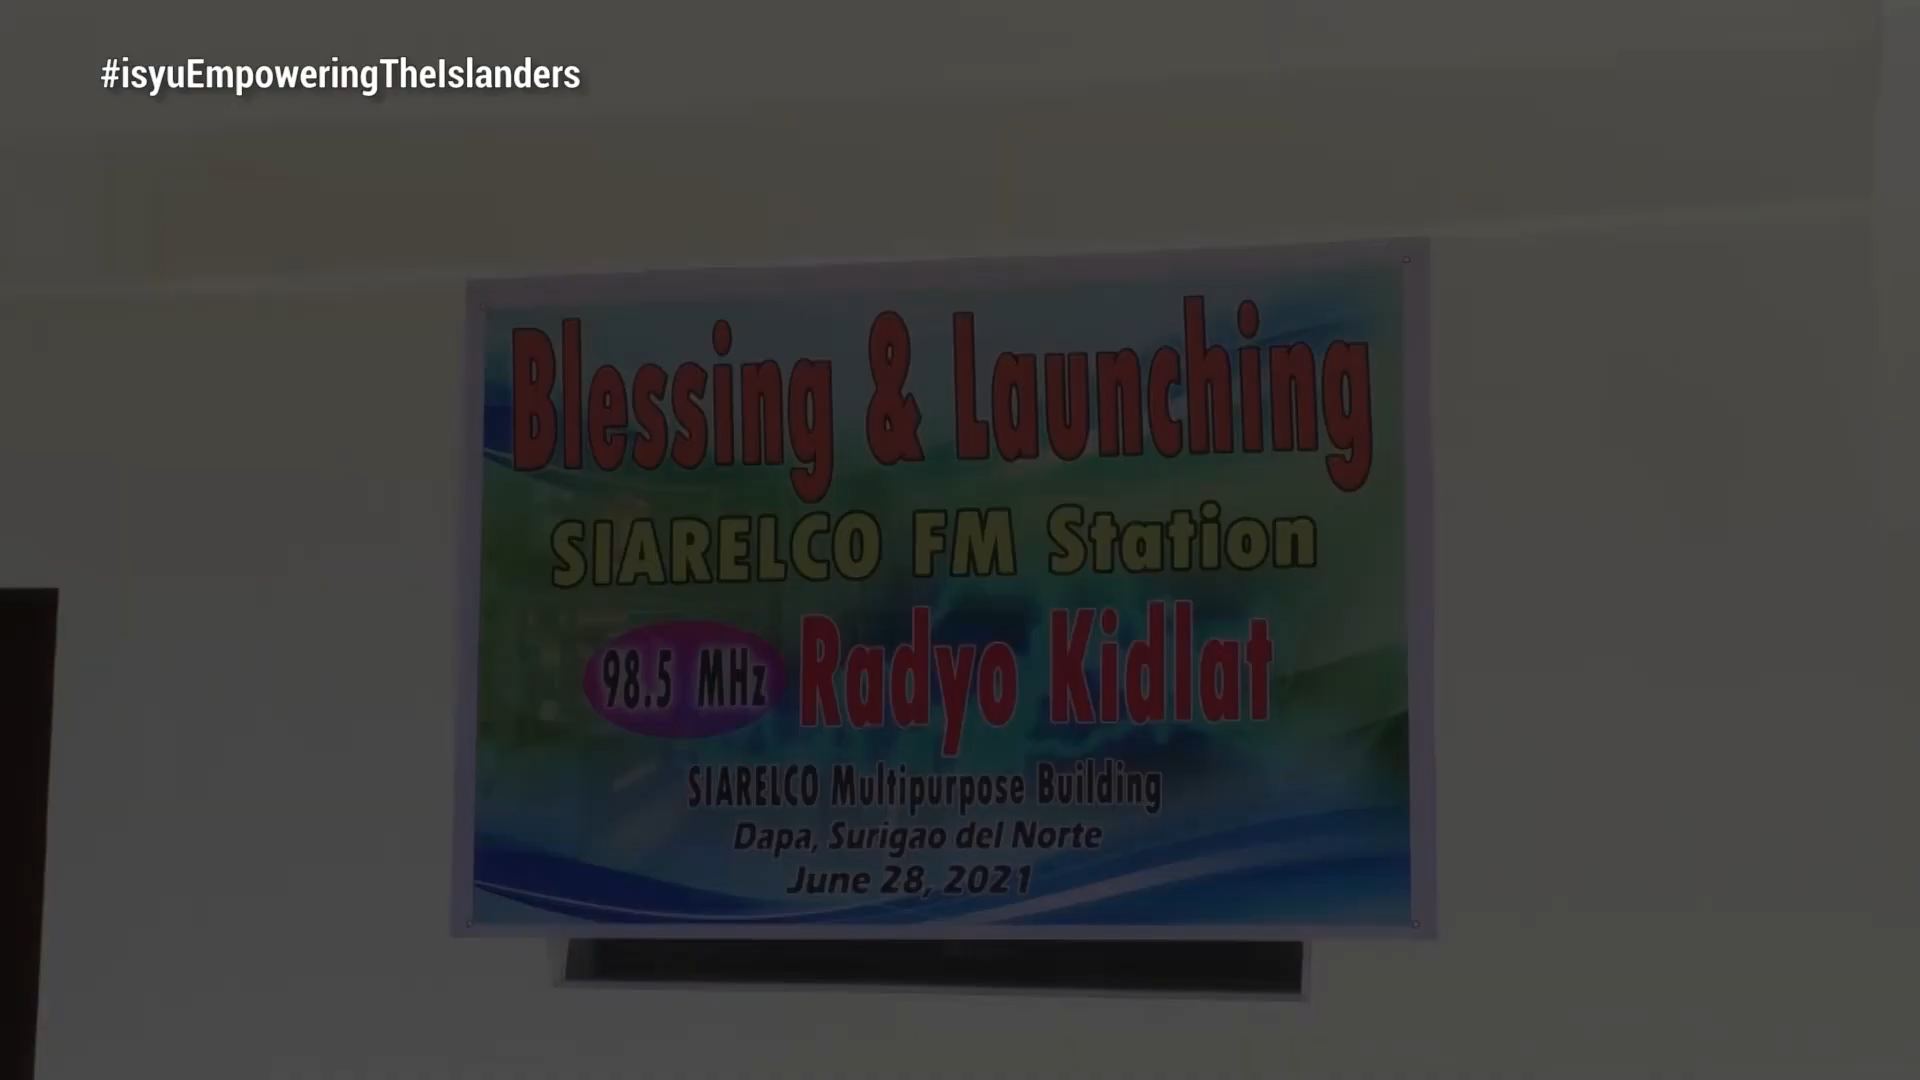 #isyuEmpoweringTheIslanders
Blessing & Launching
SIARELCO FM Station
98.5 MHz Radyo Kidlat
SIARELCO Multipurpose Building
Dapa, Surigao del Norte
June 28, 2021